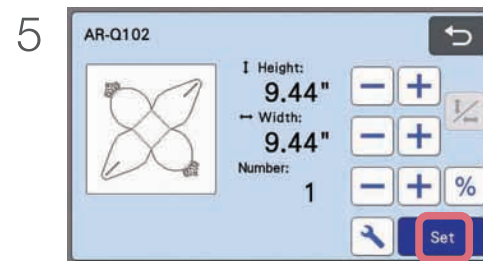 5
AR-Q102
↕ Height:
9.44"
↔ Width:
9.44"
Number:
1
%
Set